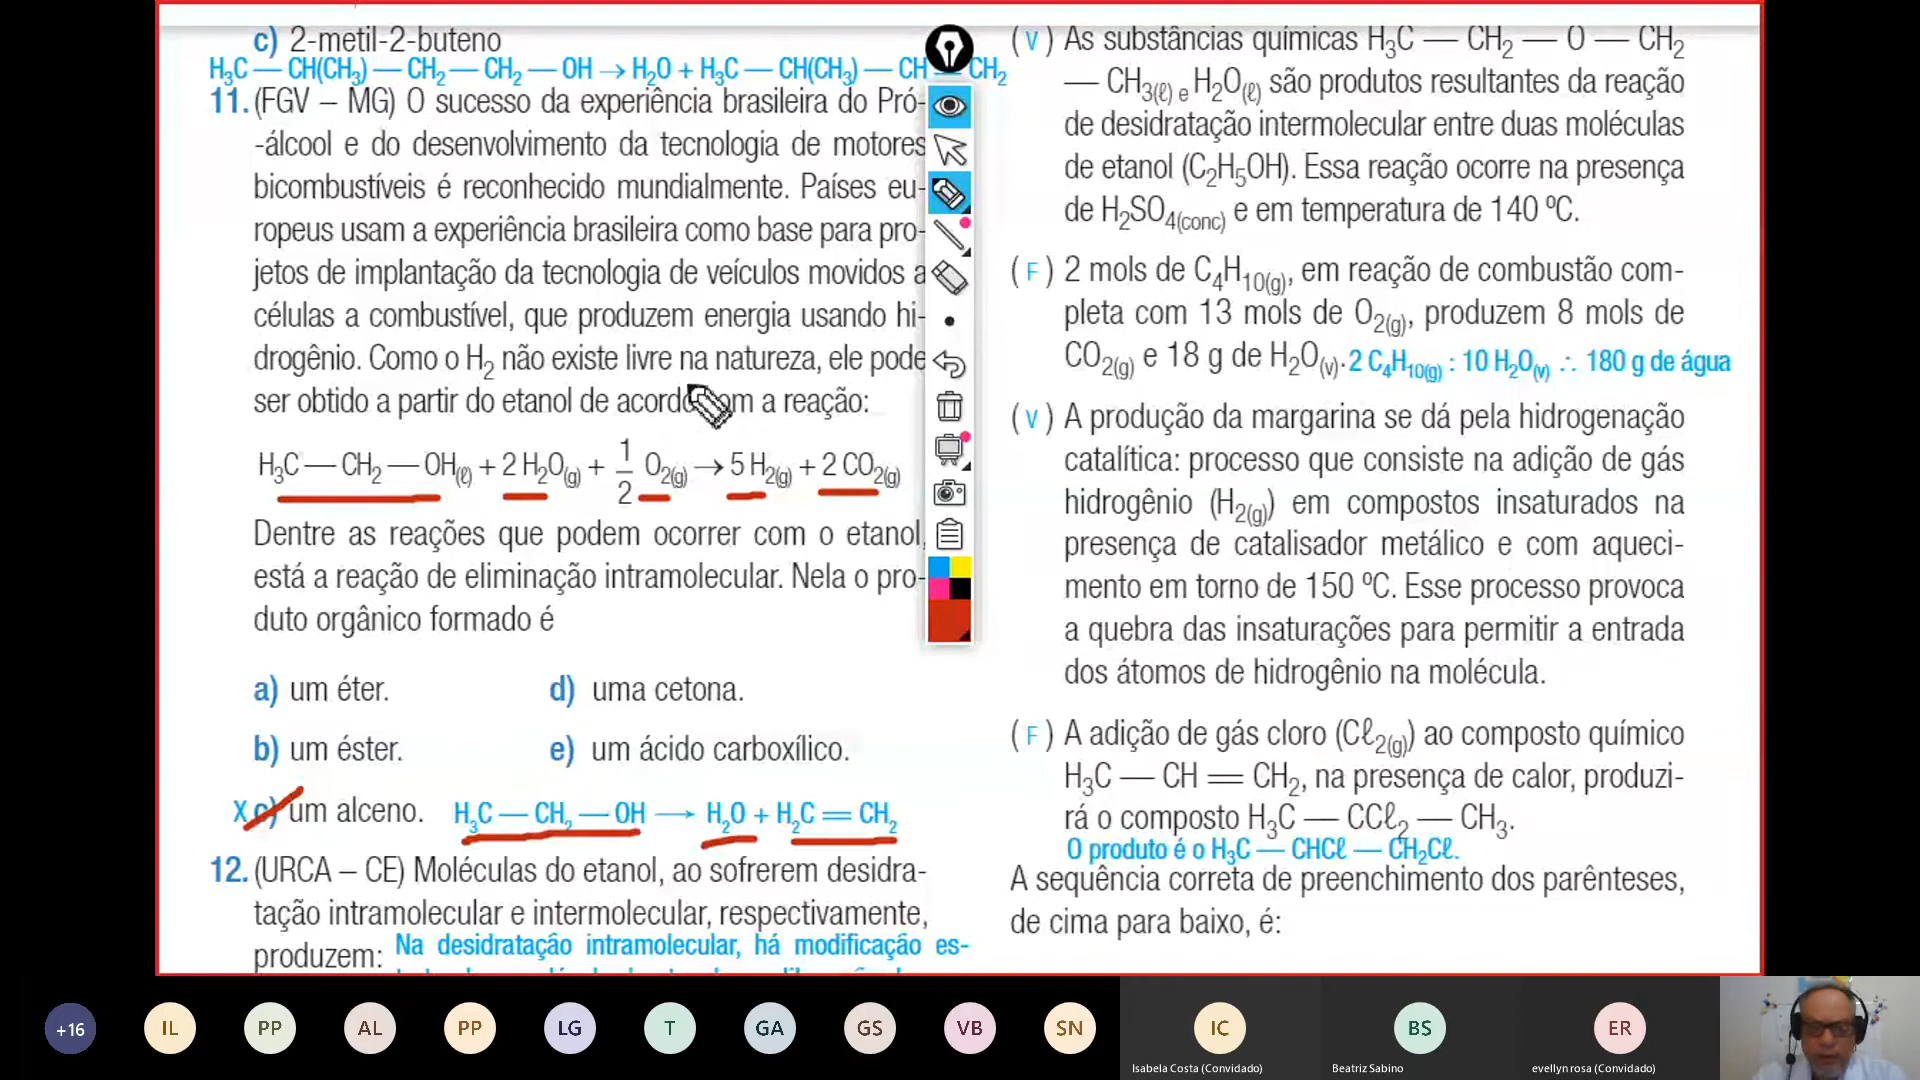 c) 2-metil-2-buteno
H₃C — CH(CH₃) — CH₂ — CH₂ — OH → H₂O + H₃C — CH(CH₃) — CH — CH₂
11. (FGV – MG) O sucesso da experiência brasileira do Pró-
-álcool e do desenvolvimento da tecnologia de motores
bicombustíveis é reconhecido mundialmente. Países eu-
ropeus usam a experiência brasileira como base para pro-
jetos de implantação da tecnologia de veículos movidos a
células a combustível, que produzem energia usando hi-
drogênio. Como o H₂ não existe livre na natureza, ele pode
ser obtido a partir do etanol de acordo com a reação:
H₃C — CH₂ — OH(ℓ) + 2 H₂O(g) + 1/2 O₂(g) → 5 H₂(g) + 2 CO₂(g)
Dentre as reações que podem ocorrer com o etanol,
está a reação de eliminação intramolecular. Nela o pro-
duto orgânico formado é
a) um éter.
d) uma cetona.
b) um éster.
e) um ácido carboxílico.
X c) um alceno. H₃C — CH₂ — OH → H₂O + H₂C = CH₂
12. (URCA – CE) Moléculas do etanol, ao sofrerem desidra-
tação intramolecular e intermolecular, respectivamente,
produzem: Na desidratação intramolecular, há modificação es-
(V) As substâncias químicas H₃C — CH₂ — O — CH₂
— CH₃(ℓ) e H₂O(ℓ) são produtos resultantes da reação
de desidratação intermolecular entre duas moléculas
de etanol (C₂H₅OH). Essa reação ocorre na presença
de H₂SO₄(conc) e em temperatura de 140 ºC.
(F) 2 mols de C₄H₁₀(g), em reação de combustão com-
pleta com 13 mols de O₂(g), produzem 8 mols de
CO₂(g) e 18 g de H₂O(v). 2 C₄H₁₀(g) : 10 H₂O(v) ∴ 180 g de água
(V) A produção da margarina se dá pela hidrogenação
catalítica: processo que consiste na adição de gás
hidrogênio (H₂(g)) em compostos insaturados na
presença de catalisador metálico e com aqueci-
mento em torno de 150 ºC. Esse processo provoca
a quebra das insaturações para permitir a entrada
dos átomos de hidrogênio na molécula.
(F) A adição de gás cloro (Cℓ₂(g)) ao composto químico
H₃C — CH = CH₂, na presença de calor, produzi-
rá o composto H₃C — CCℓ₂ — CH₃.
O produto é o H₃C — CHCℓ — CH₂Cℓ.
A sequência correta de preenchimento dos parênteses,
de cima para baixo, é:
+16 IL PP AL PP LG T GA GS VB SN IC BS ER
Isabela Costa (Convidado) Beatriz Sabino evellyn rosa (Convidado)